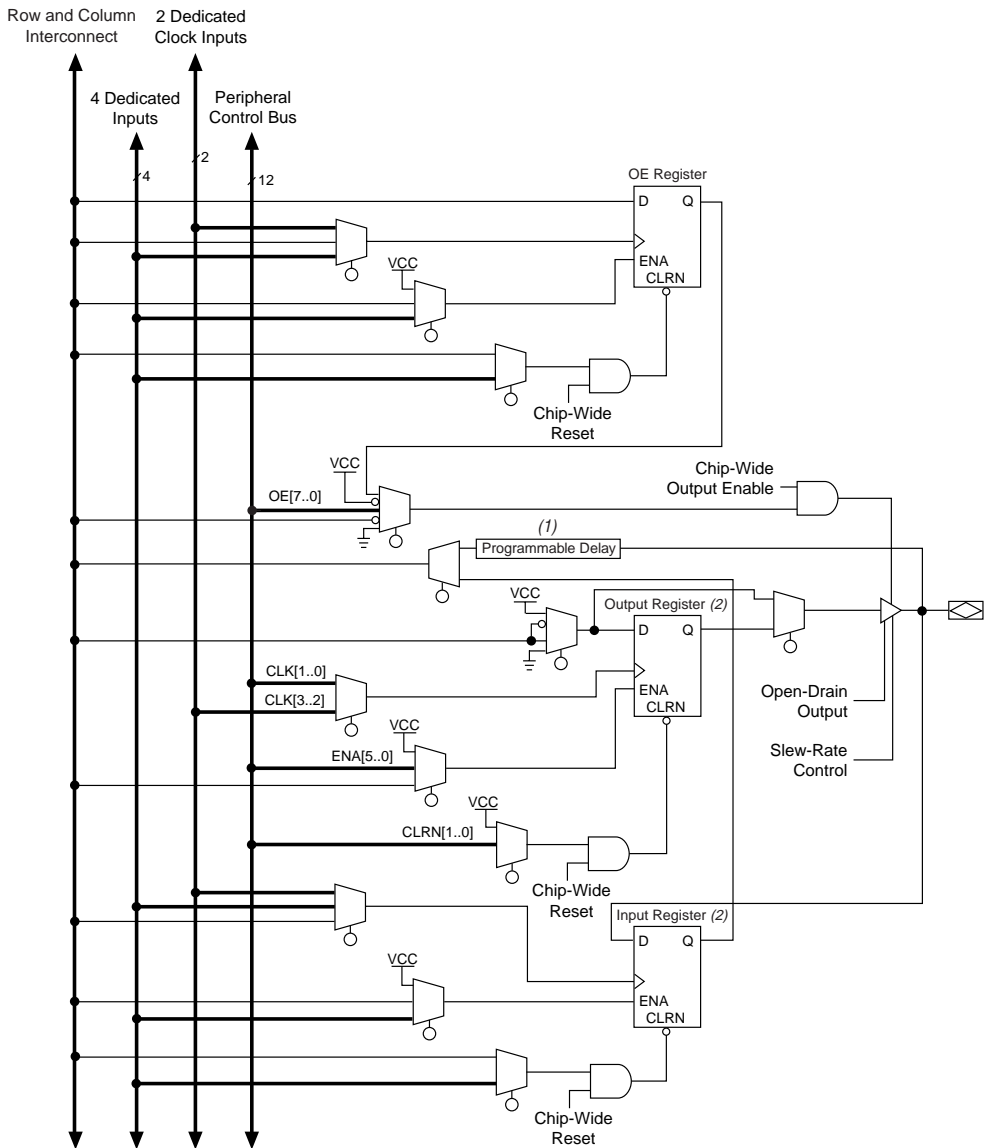 Row and Column
Interconnect
2 Dedicated
Clock Inputs
4 Dedicated
Inputs
Peripheral
Control Bus
2
4
12
OE Register
D Q
ENA
CLRN
VCC
Chip-Wide
Reset
VCC
OE[7..0]
Chip-Wide
Output Enable
(1)
Programmable Delay
VCC
Output Register (2)
D Q
ENA
CLRN
CLK[1..0]
CLK[3..2]
Open-Drain
Output
VCC
ENA[5..0]
Slew-Rate
Control
VCC
CLRN[1..0]
Chip-Wide
Reset
Input Register (2)
D Q
ENA
CLRN
VCC
Chip-Wide
Reset